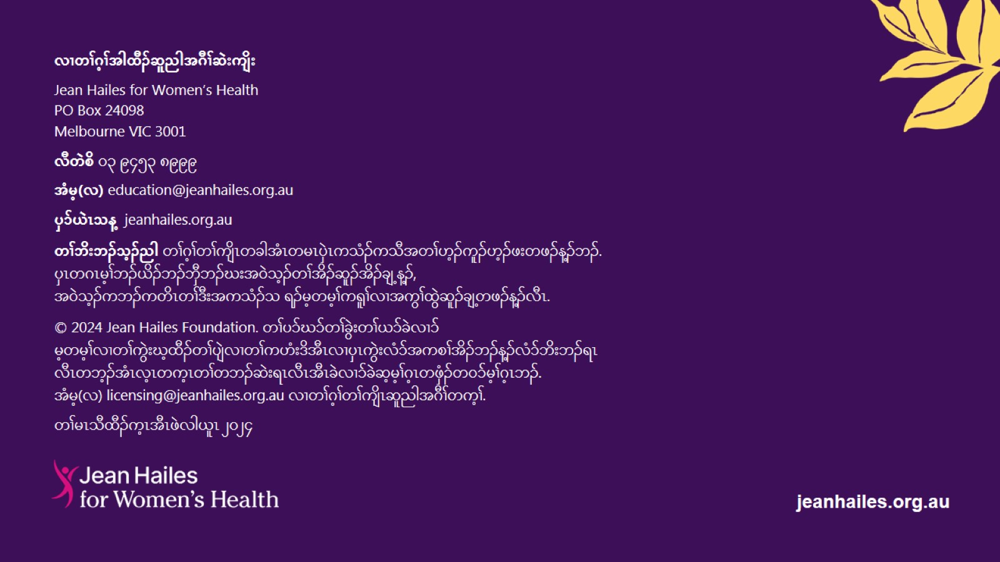 လၢတၢ်ဂ့ၢ်အါထီၣ်ဆူညါအဂီၢ်ဆဲးကျိး
Jean Hailes for Women’s Health
PO Box 24098
Melbourne VIC 3001
လီတဲစိ ၀၃ ၉၄၅၃ ၈၉၉၉
အံမ့(လ) education@jeanhailes.org.au
ပှာ်ယဲၤသန့ jeanhailes.org.au
တၢ်ဘိးဘၣ်သ့ၣ်ညါ တၢ်ဂ့ၢ်တၢ်ကျိၤတခါအံၤတမၤပှဲၤကသံၣ်ကသီအတၢ်ဟ့ၣ်ကူၣ်ဟ့ၣ်ဖးတဖၣ်န့ၣ်ဘၣ်.
ပှၤတဂၤမ့ၢ်ဘၣ်ယိၣ်ဘၣ်ဘှီဘၣ်ဃးအဝဲသ့ၣ်တၢ်အိၣ်ဆူၣ်အိၣ်ချ့န့ၣ်,
အဝဲသ့ၣ်ကဘၣ်ကတိၤတၢ်ဒီးအကသံၣ်သ ရၣ်မ့တမ့ၢ်ကရူၢ်လၢအကွၢ်ထွဲဆူၣ်ချ့တဖၣ်န့ၣ်လီၤ.
© 2024 Jean Hailes Foundation. တၢ်ပာ်ဃာ်တၢ်ခွဲးတၢ်ယာ်ခဲလၢာ်
မ့တမ့ၢ်လၢတၢ်ကွဲးဃ့ထီၣ်တၢ်ပျဲလၢတၢ်ကဟံးဒိအီၤလၢပှၤကွဲးလံာ်အကစၢ်အိၣ်ဘၣ်န့ၣ်လံာ်ဘိးဘၣ်ရၤ
လီၤတဘ့ၣ်အံၤလ့ၤတက့ၤတၢ်တဘၣ်ဆဲးရၤလီၤအီၤခဲလၢာ်ခဲဆ့မ့ၢ်ဂ့ၤတဖှံၣ်တဝာ်မ့ၢ်ဂ့ၤဘၣ်.
အံမ့(လ) licensing@jeanhailes.org.au လၢတၢ်ဂ့ၢ်တၢ်ကျိၤဆူညါအဂီၢ်တက့ၢ်.
တၢ်မၤသီထီၣ်က့ၤအီၤဖဲလါယူၤ ၂၀၂၄
Jean Hailes
for Women’s Health
jeanhailes.org.au